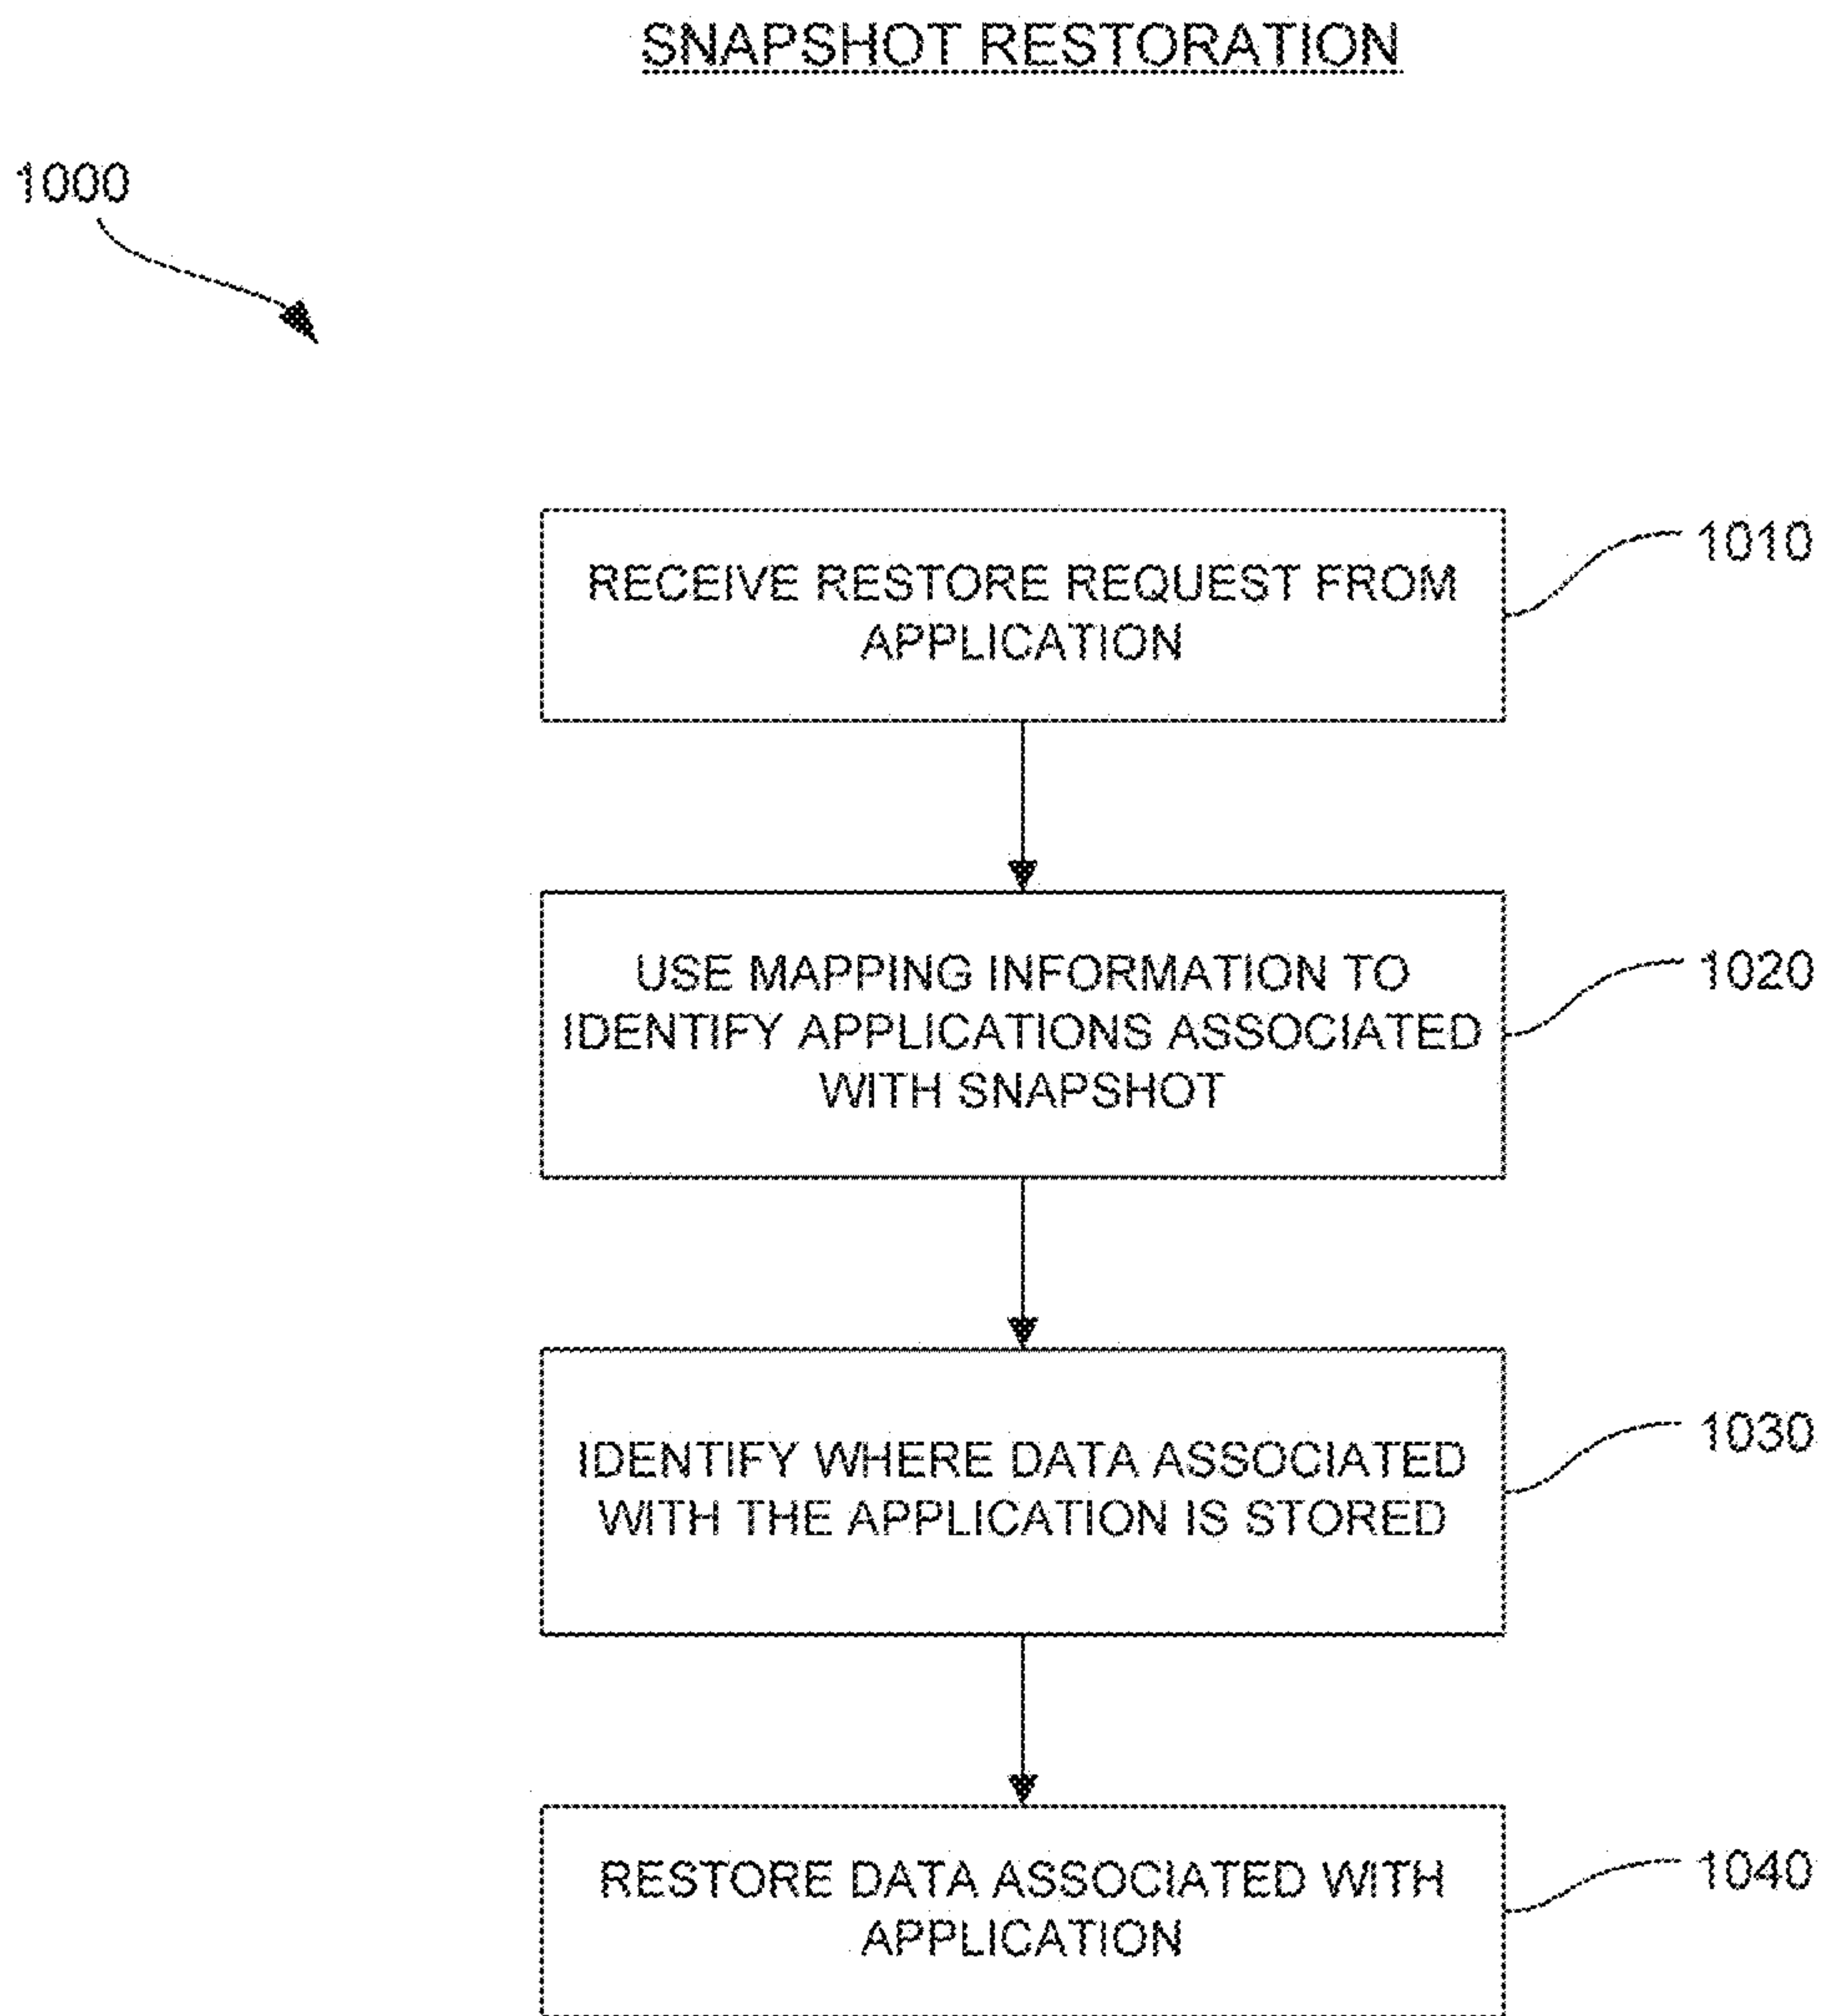 SNAPSHOT RESTORATION
1000
RECEIVE RESTORE REQUEST FROM
APPLICATION
1010
USE MAPPING INFORMATION TO
IDENTIFY APPLICATIONS ASSOCIATED
WITH SNAPSHOT
1020
IDENTIFY WHERE DATA ASSOCIATED
WITH THE APPLICATION IS STORED
1030
RESTORE DATA ASSOCIATED WITH
APPLICATION
1040